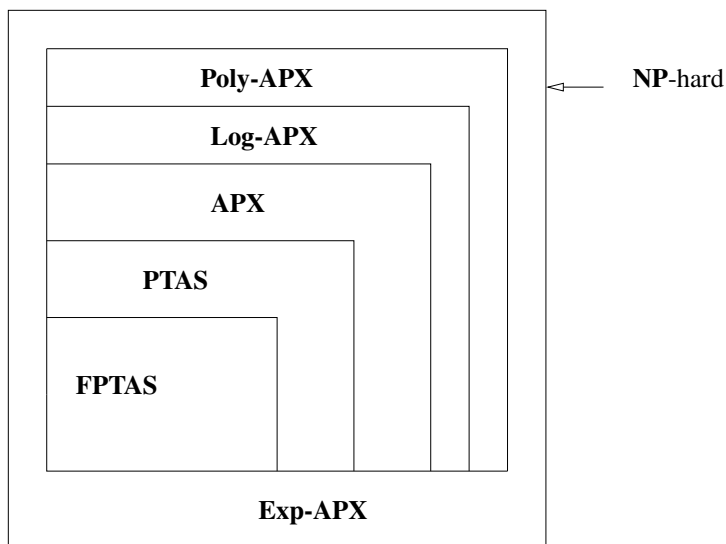 Poly-APX
NP-hard
Log-APX
APX
PTAS
FPTAS
Exp-APX